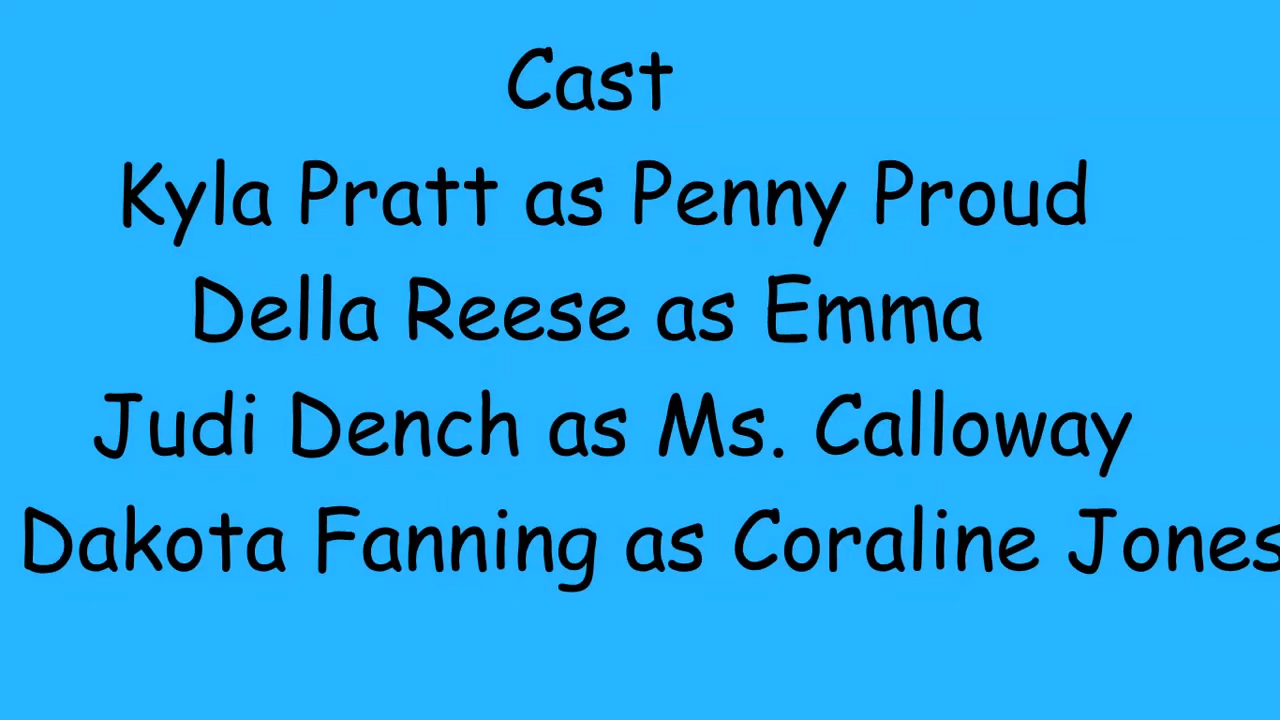 Cast
Kyla Pratt as Penny Proud
Della Reese as Emma
Judi Dench as Ms. Calloway
Dakota Fanning as Coraline Jones